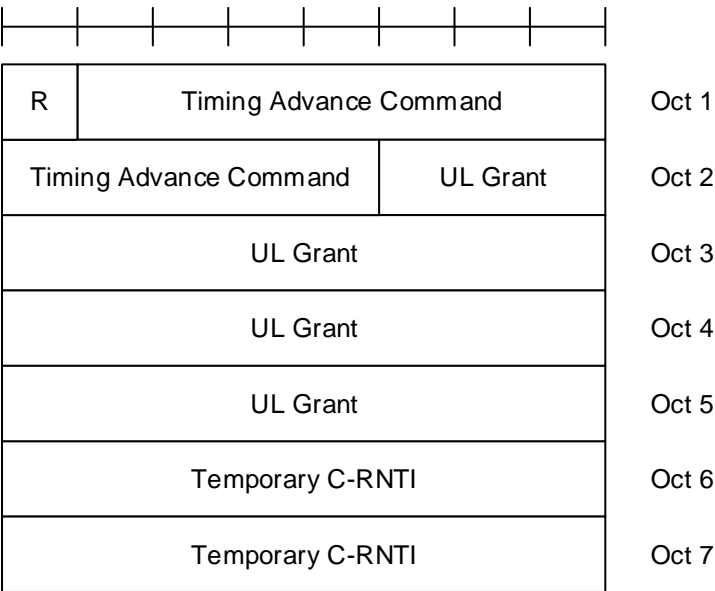 R Timing Advance Command Oct 1
Timing Advance Command UL Grant Oct 2
UL Grant Oct 3
UL Grant Oct 4
UL Grant Oct 5
Temporary C-RNTI Oct 6
Temporary C-RNTI Oct 7